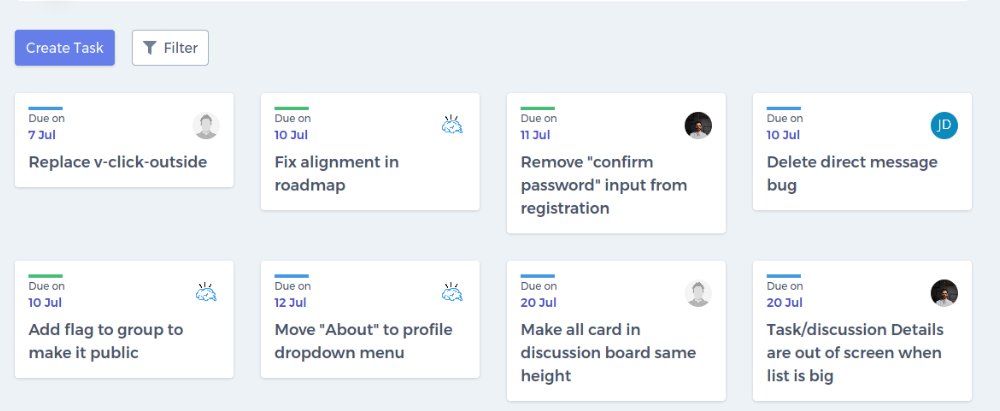 Create Task
Filter
Due on
7 Jul
Replace v-click-outside
Due on
10 Jul
Fix alignment in
roadmap
Due on
11 Jul
Remove "confirm
password" input from
registration
Due on
10 Jul
JD
Delete direct message
bug
Due on
10 Jul
Add flag to group to
make it public
Due on
12 Jul
Move "About" to profile
dropdown menu
Due on
20 Jul
Make all card in
discussion board same
height
Due on
20 Jul
Task/discussion Details
are out of screen when
list is big